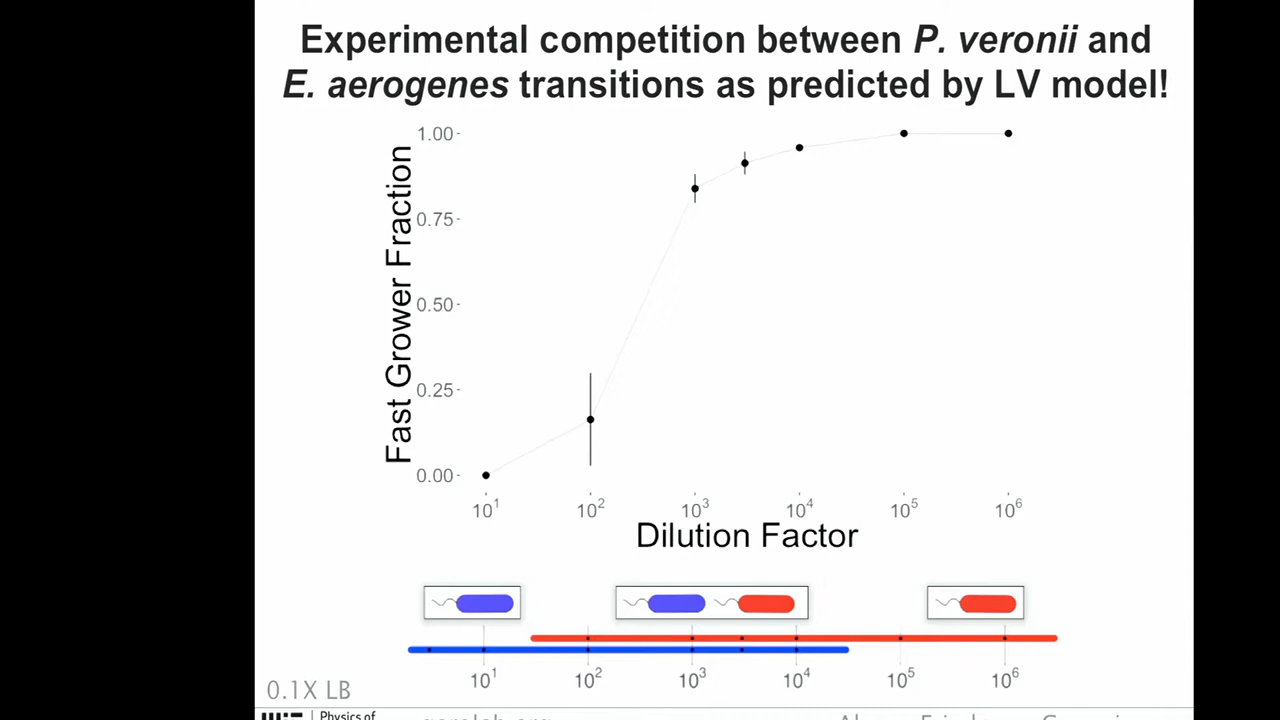 Experimental competition between P. veronii and
E. aerogenes transitions as predicted by LV model!
Fast Grower Fraction
1.00
0.75
0.50
0.25
0.00
10¹ 10² 10³ 10⁴ 10⁵ 10⁶
Dilution Factor
10¹ 10² 10³ 10⁴ 10⁵ 10⁶
0.1X LB
Physics of